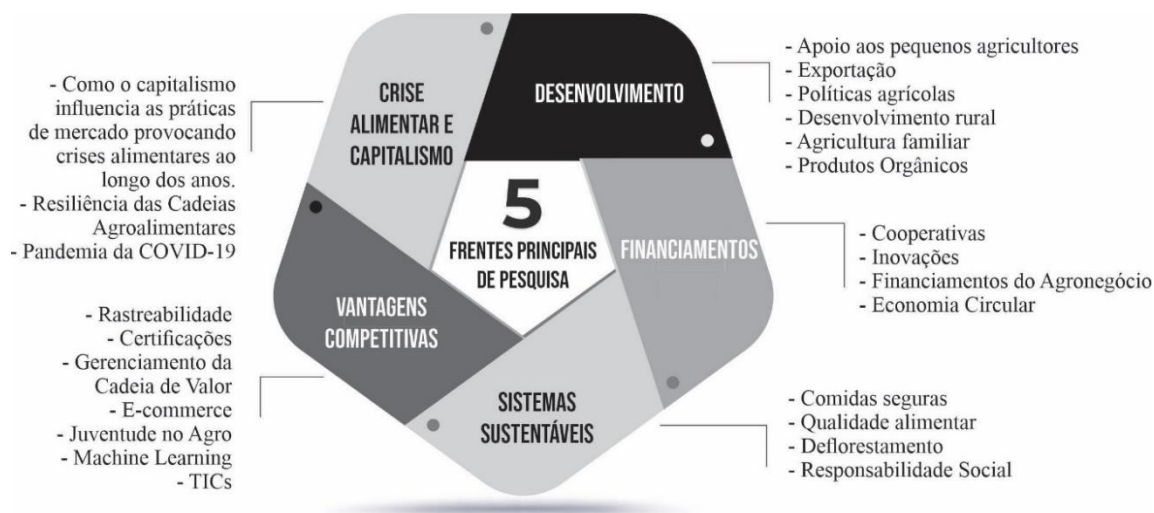 - Como o capitalismo
influencia as práticas
de mercado provocando
crises alimentares ao
longo dos anos.
- Resiliência das Cadeias
Agroalimentares
- Pandemia da COVID-19
CRISE
ALIMENTAR E
CAPITALISMO
DESENVOLVIMENTO
- Apoio aos pequenos agricultores
- Exportação
- Políticas agrícolas
- Desenvolvimento rural
- Agricultura familiar
- Produtos Orgânicos
5
FRENTES PRINCIPAIS
DE PESQUISA
FINANCIAMENTOS
- Cooperativas
- Inovações
- Financiamentos do Agronegócio
- Economia Circular
VANTAGENS
COMPETITIVAS
- Rastreabilidade
- Certificações
- Gerenciamento da
Cadeia de Valor
- E-commerce
- Juventude no Agro
- Machine Learning
- TICs
SISTEMAS
SUSTENTÁVEIS
- Comidas seguras
- Qualidade alimentar
- Deflorestamento
- Responsabilidade Social